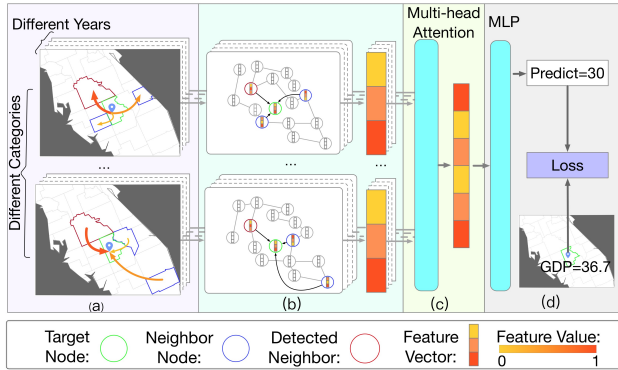 Different Years
Different Categories
...
...
(a)
(b)
Multi-head
Attention
(c)
MLP
Predict=30
Loss
GDP=36.7
(d)
Target
Node:
Neighbor
Node:
Detected
Neighbor:
Feature
Vector:
Feature Value:
0 1